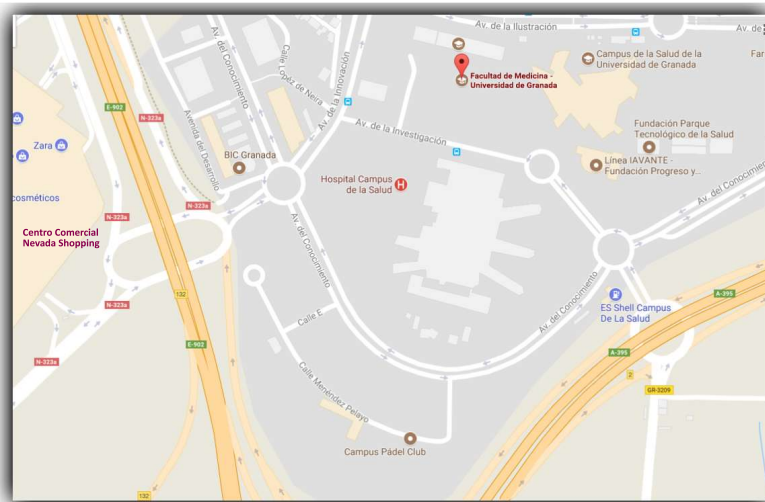 Av. de la Ilustración
Av. de
Campus de la Salud de la
Universidad de Granada
Far
Facultad de Medicina -
Universidad de Granada
Av. del Conocimiento
Calle López de Neira
Av. de la Innovación
E-902
N-323a
Avenida del Desarrollo
Zara
Av. de la Investigación
Fundación Parque
Tecnológico de la Salud
BIC Granada
Línea IAVANTE -
Fundación Progreso y...
Hospital Campus
de la Salud
H
cosméticos
Av. del Conocimien
N-323a
N-323a
Centro Comercial
Nevada Shopping
Av. del Conocimiento
132
N-323a
Av. del Conocimiento
ES Shell Campus
De La Salud
A-395
Calle E
E-902
A-395
N-323a
Calle Menéndez Pelayo
2
GR-3209
Campus Pádel Club
132